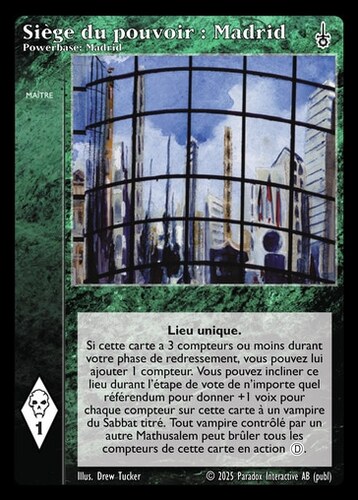 Siège du pouvoir : Madrid
Powerbase: Madrid
MAÎTRE
Lieu unique.
Si cette carte a 3 compteurs ou moins durant
votre phase de redressement, vous pouvez lui
ajouter 1 compteur. Vous pouvez incliner ce
lieu durant l'étape de vote de n'importe quel
référendum pour donner +1 voix pour
chaque compteur sur cette carte à un vampire
du Sabbat titré. Tout vampire contrôlé par un
autre Mathusalem peut brûler tous les
compteurs de cette carte en action Ⓓ.
1
Illus. Drew Tucker
© 2025 Paradox Interactive AB (publ)